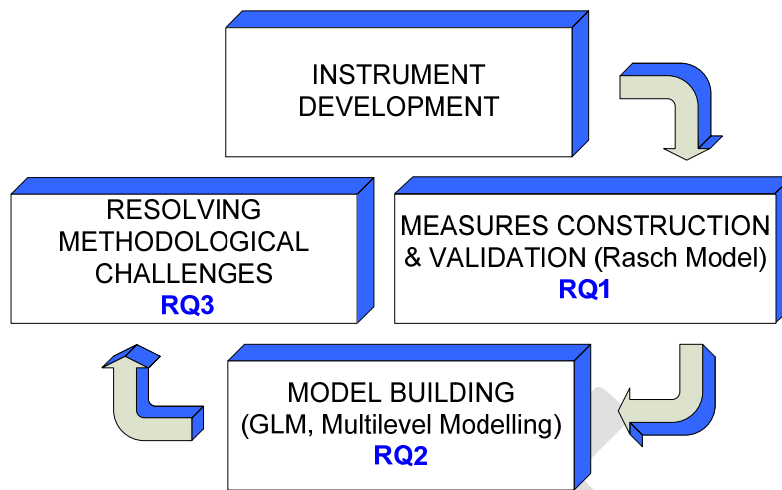 INSTRUMENT
DEVELOPMENT
MEASURES CONSTRUCTION
& VALIDATION (Rasch Model)
RQ1
MODEL BUILDING
(GLM, Multilevel Modelling)
RQ2
RESOLVING
METHODOLOGICAL
CHALLENGES
RQ3